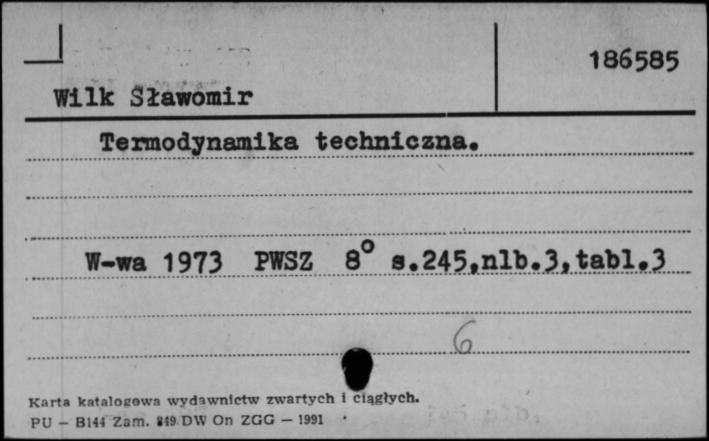 186585
Wilk Sławomir
Termodynamika techniczna.
W-wa 1973 PWSZ 8° s.245,nlb.3,tabl.3
6
Karta katalogowa wydawnictw zwartych i ciągłych.
PU — B144 Zam. 849 DW On ZGG — 1991